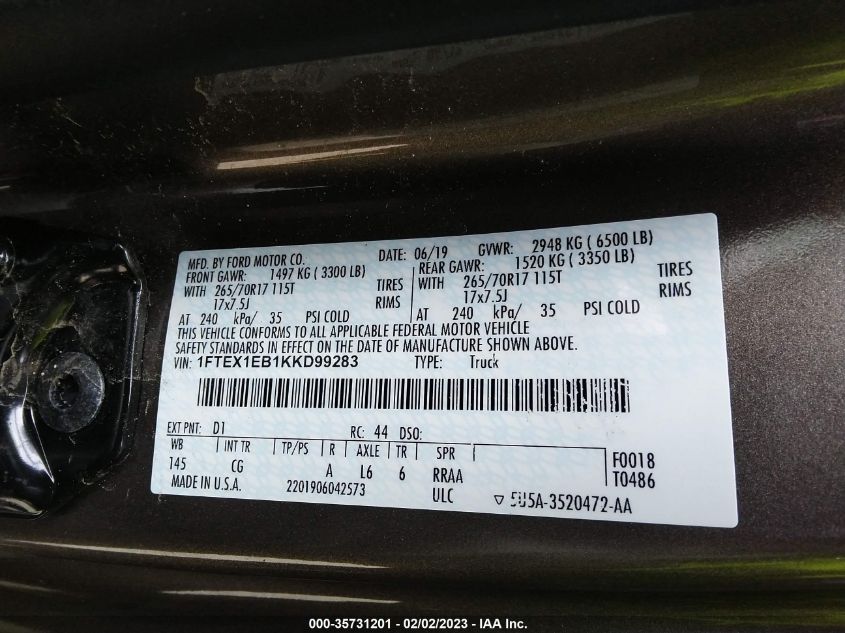 MFD. BY FORD MOTOR CO. DATE: 06/19 GVWR: 2948 KG ( 6500 LB)
FRONT GAWR: 1497 KG ( 3300 LB) REAR GAWR: 1520 KG ( 3350 LB)
WITH 265/70R17 115T TIRES WITH 265/70R17 115T TIRES
17x7.5J RIMS 17x7.5J RIMS
AT 240 kPa/ 35 PSI COLD AT 240 kPa/ 35 PSI COLD
THIS VEHICLE CONFORMS TO ALL APPLICABLE FEDERAL MOTOR VEHICLE
SAFETY STANDARDS IN EFFECT ON THE DATE OF MANUFACTURE SHOWN ABOVE.
VIN: 1FTEX1EB1KKD99283 TYPE: Truck
EXT PNT: D1 RC: 44 DSO:
WB INT TR TP/PS R AXLE TR SPR F0018
145 CG A L6 6 RRAA T0486
MADE IN U.S.A. 2201906042573 ULC ▽ 5U5A-3520472-AA
000-35731201 - 02/02/2023 - IAA Inc.